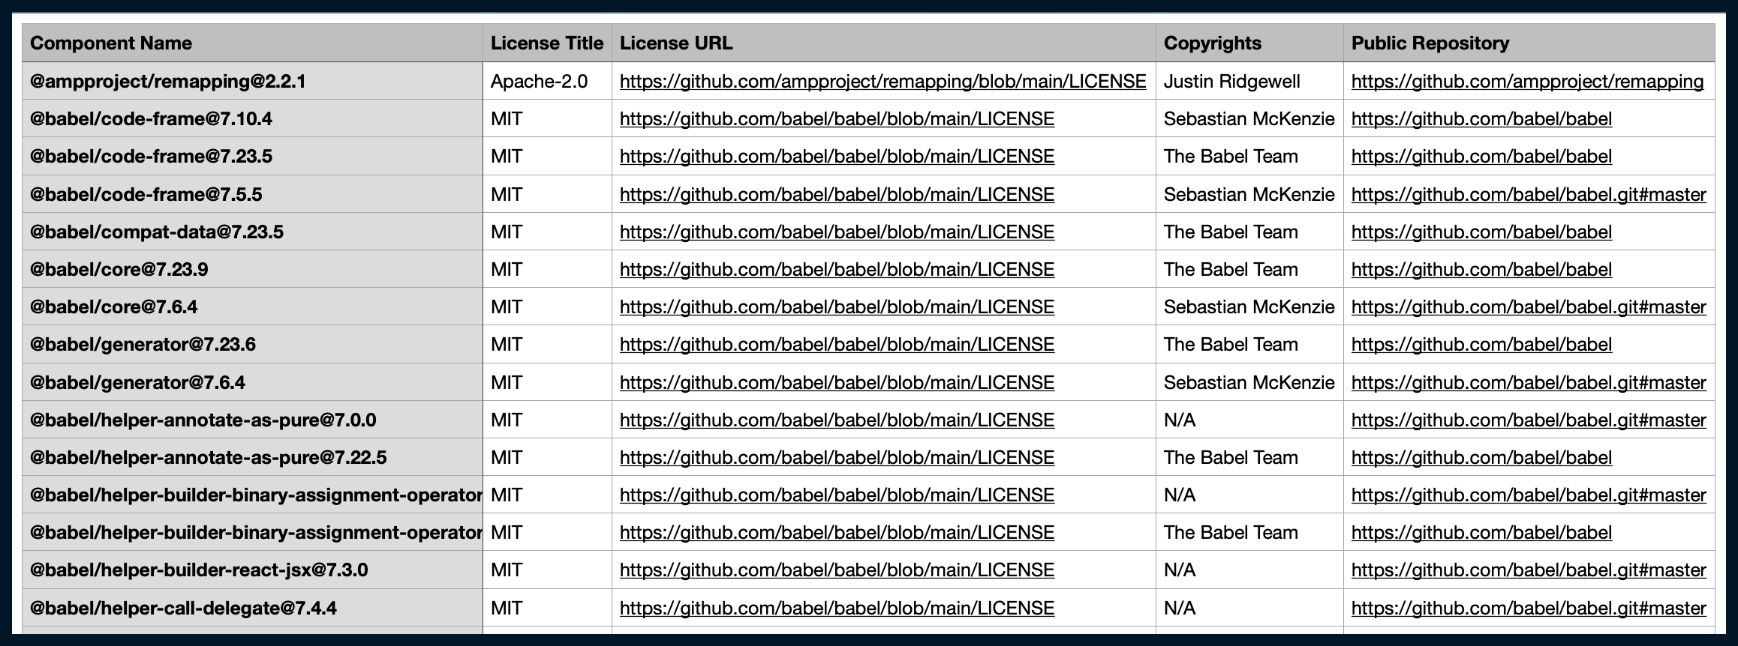 Component Name License Title License URL Copyrights Public Repository
@ampproject/remapping@2.2.1 Apache-2.0 https://github.com/ampproject/remapping/blob/main/LICENSE Justin Ridgewell https://github.com/ampproject/remapping
@babel/code-frame@7.10.4 MIT https://github.com/babel/babel/blob/main/LICENSE Sebastian McKenzie https://github.com/babel/babel
@babel/code-frame@7.23.5 MIT https://github.com/babel/babel/blob/main/LICENSE The Babel Team https://github.com/babel/babel
@babel/code-frame@7.5.5 MIT https://github.com/babel/babel/blob/main/LICENSE Sebastian McKenzie https://github.com/babel/babel.git#master
@babel/compat-data@7.23.5 MIT https://github.com/babel/babel/blob/main/LICENSE The Babel Team https://github.com/babel/babel
@babel/core@7.23.9 MIT https://github.com/babel/babel/blob/main/LICENSE The Babel Team https://github.com/babel/babel
@babel/core@7.6.4 MIT https://github.com/babel/babel/blob/main/LICENSE Sebastian McKenzie https://github.com/babel/babel.git#master
@babel/generator@7.23.6 MIT https://github.com/babel/babel/blob/main/LICENSE The Babel Team https://github.com/babel/babel
@babel/generator@7.6.4 MIT https://github.com/babel/babel/blob/main/LICENSE Sebastian McKenzie https://github.com/babel/babel.git#master
@babel/helper-annotate-as-pure@7.0.0 MIT https://github.com/babel/babel/blob/main/LICENSE N/A https://github.com/babel/babel.git#master
@babel/helper-annotate-as-pure@7.22.5 MIT https://github.com/babel/babel/blob/main/LICENSE The Babel Team https://github.com/babel/babel
@babel/helper-builder-binary-assignment-operator MIT https://github.com/babel/babel/blob/main/LICENSE N/A https://github.com/babel/babel.git#master
@babel/helper-builder-binary-assignment-operator MIT https://github.com/babel/babel/blob/main/LICENSE The Babel Team https://github.com/babel/babel
@babel/helper-builder-react-jsx@7.3.0 MIT https://github.com/babel/babel/blob/main/LICENSE N/A https://github.com/babel/babel.git#master
@babel/helper-call-delegate@7.4.4 MIT https://github.com/babel/babel/blob/main/LICENSE N/A https://github.com/babel/babel.git#master